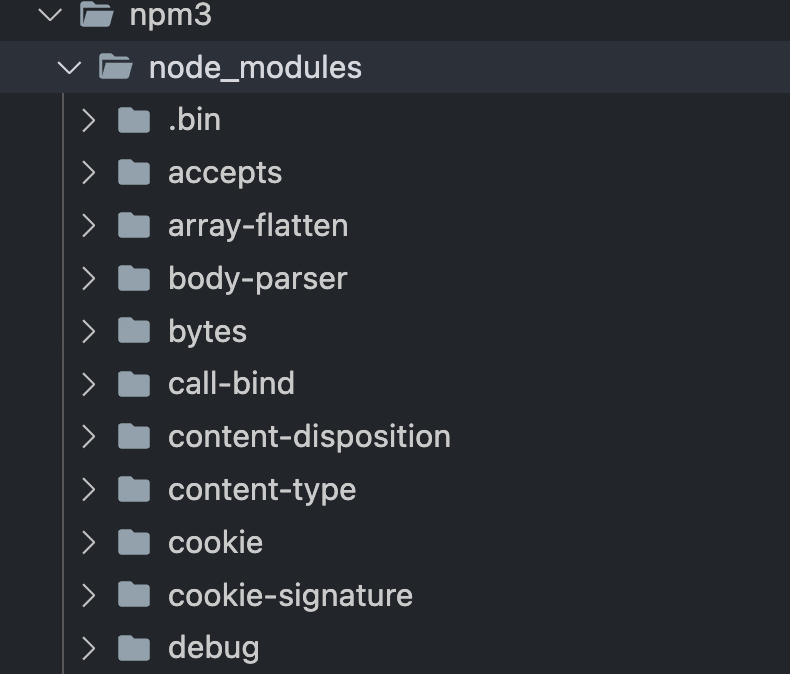 npm3
node_modules
.bin
accepts
array-flatten
body-parser
bytes
call-bind
content-disposition
content-type
cookie
cookie-signature
debug